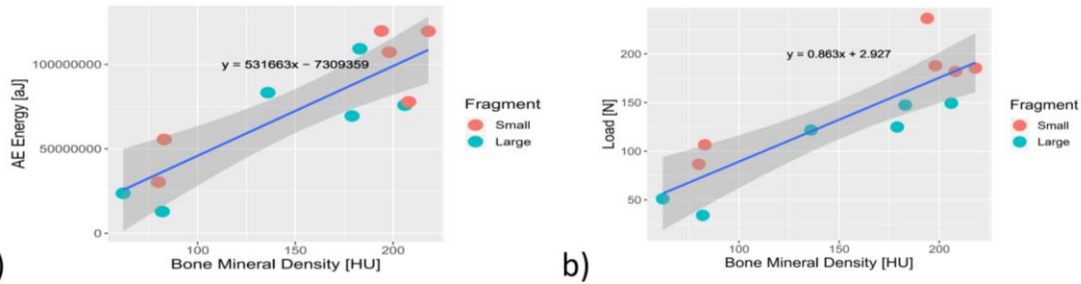 y = 531663x − 7309359
100000000
50000000
0
AE Energy [aJ]
100
150
200
Bone Mineral Density [HU]
Fragment
Small
Large
)
y = 0.863x + 2.927
200
150
100
50
Load [N]
100
150
200
Bone Mineral Density [HU]
Fragment
Small
Large
b)